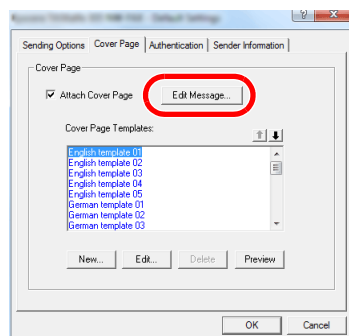 Default Settings
Sending Options Cover Page Authentication Sender Information
Cover Page
Attach Cover Page Edit Message...
Cover Page Templates:
English template 01
English template 02
English template 03
English template 04
English template 05
German template 01
German template 02
German template 03
New... Edit... Delete Preview
OK Cancel